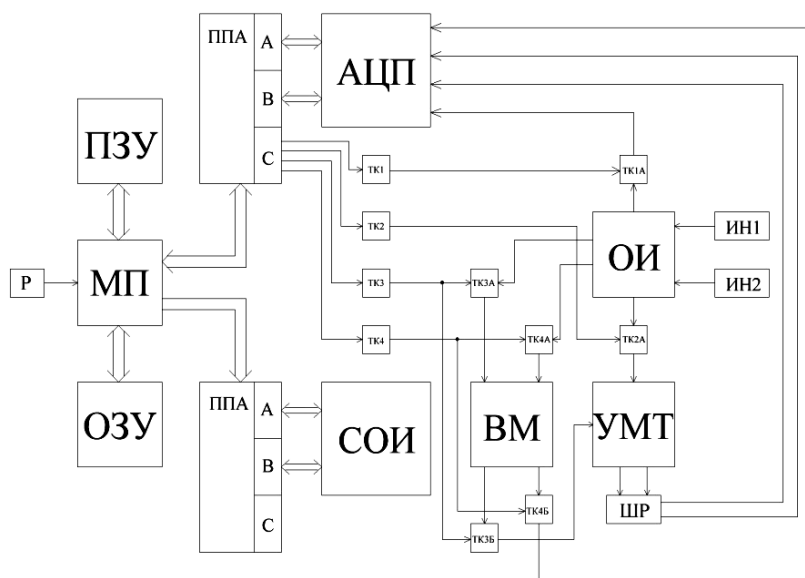 ППА
А
В
С
АЦП
ПЗУ
ТК1
ТК1А
ТК2
ОИ
ИН1
Р
МП
ТК3
ТК3А
ИН2
ТК4
ТК4А
ТК2А
ОЗУ
ППА
А
В
С
СОИ
ВМ
УМТ
ТК4Б
ШР
ТК3Б